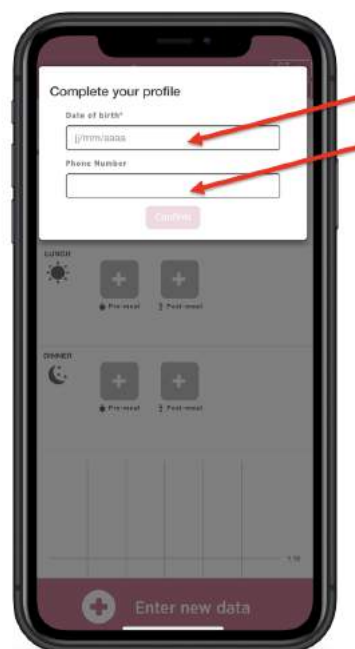 Complete your profile
Date of birth*
jj/mm/aaaa
Phone Number
Confirm
LUNCH
Pre-meal Post-meal
DINNER
Pre-meal Post-meal
Enter new data